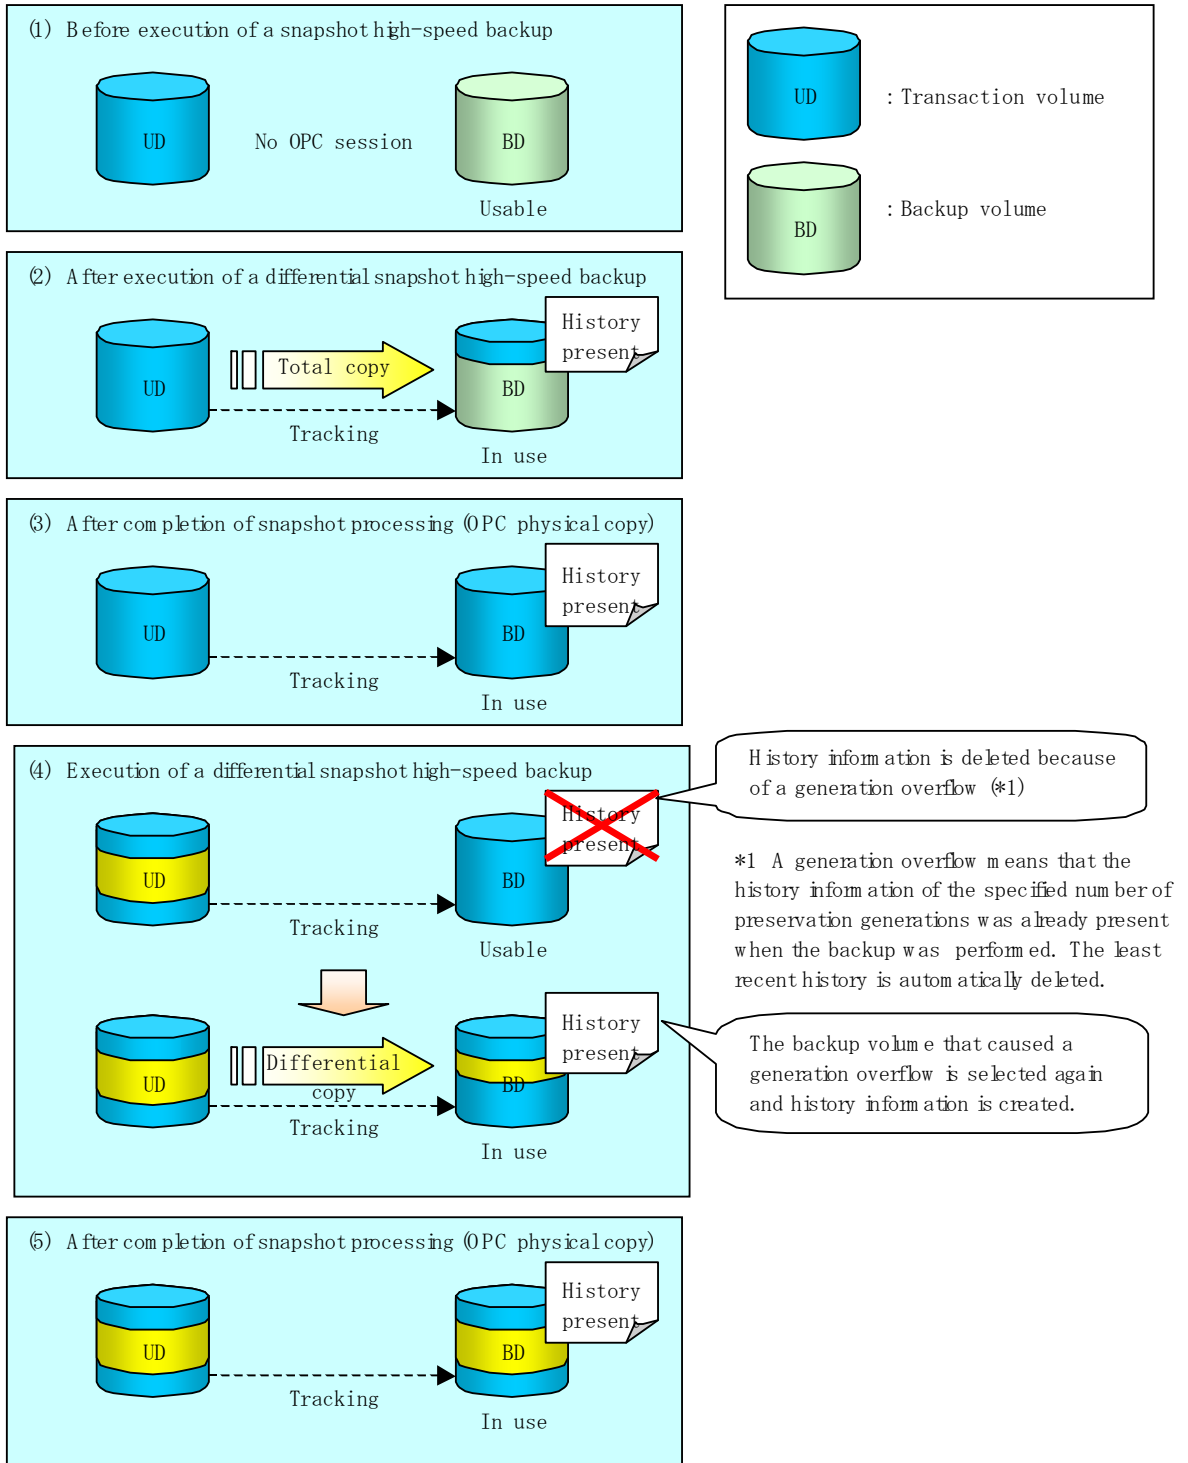 (1) Before execution of a snapshot high-speed backup
UD
No OPC session
BD
Usable
UD
: Transaction volume
BD
: Backup volume
(2) After execution of a differential snapshot high-speed backup
History
present
UD
Total copy
BD
Tracking
In use
(3) After completion of snapshot processing (OPC physical copy)
History
present
UD
BD
Tracking
In use
(4) Execution of a differential snapshot high-speed backup
History
present
UD
BD
Tracking
Usable
History information is deleted because
of a generation overflow (*1)
*1 A generation overflow means that the
history information of the specified number of
preservation generations was already present
when the backup was performed. The least
recent history is automatically deleted.
History
present
UD
Differential
copy
BD
Tracking
In use
The backup volume that caused a
generation overflow is selected again
and history information is created.
(5) After completion of snapshot processing (OPC physical copy)
History
present
UD
BD
Tracking
In use